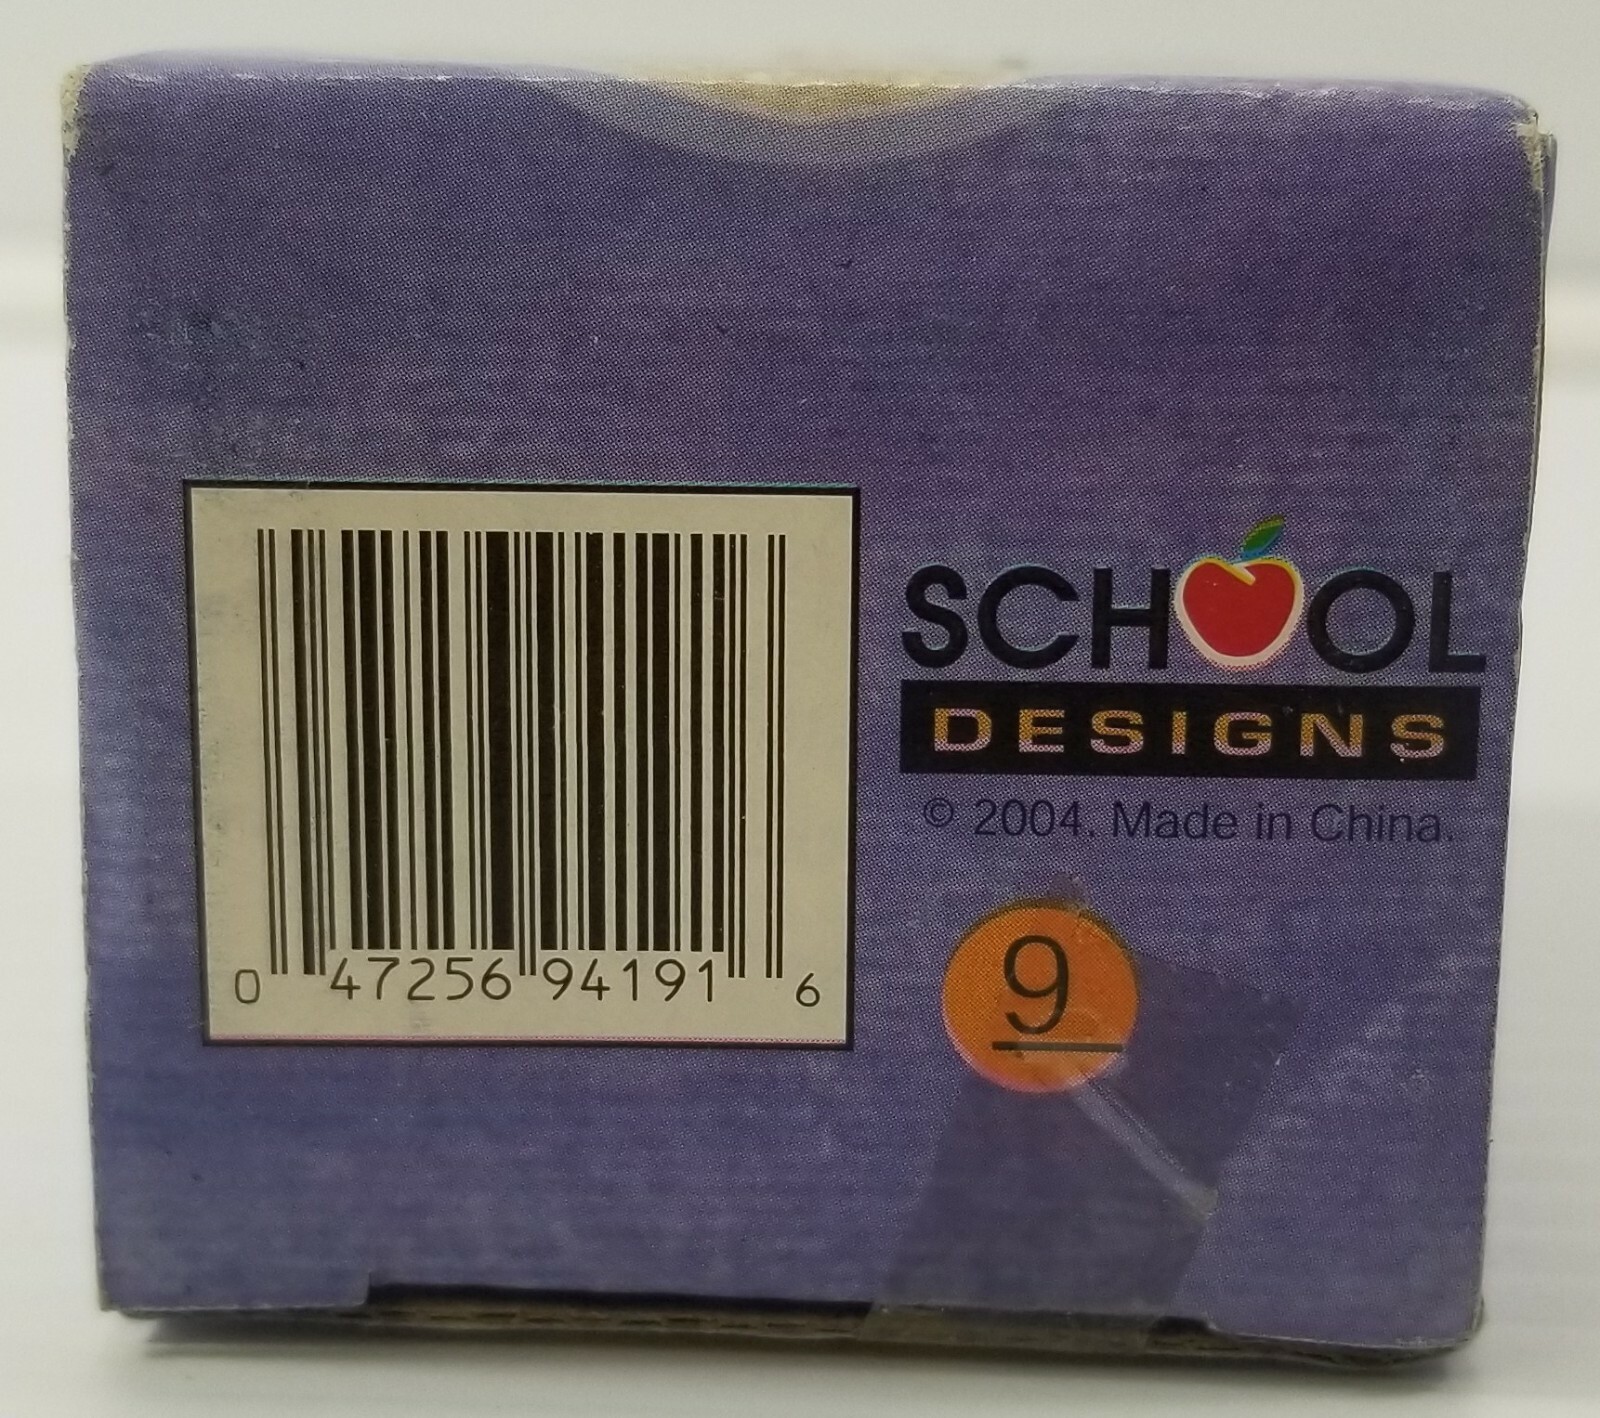 0 47256 94191 6
SCHOOL
DESIGNS
© 2004. Made in China.
9